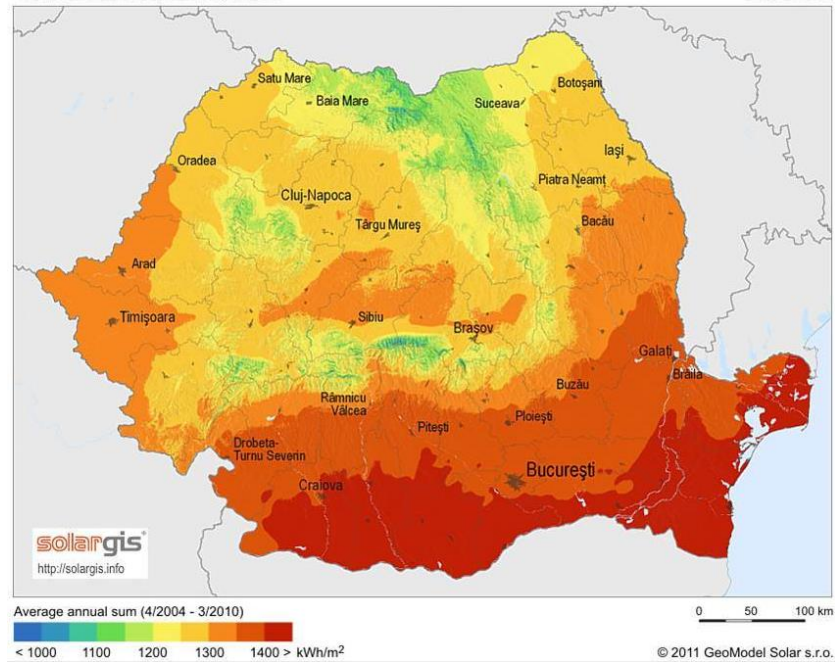 Satu Mare
Baia Mare
Botoşani
Suceava
Iaşi
Oradea
Piatra Neamţ
Cluj-Napoca
Târgu Mureş
Bacău
Arad
Timişoara
Sibiu
Braşov
Galaţi
Brăila
Râmnicu
Vâlcea
Buzău
Ploieşti
Piteşti
Drobeta-
Turnu Severin
Bucureşti
Craiova
solargis
http://solargis.info
Average annual sum (4/2004 - 3/2010)
< 1000 1100 1200 1300 1400 > kWh/m²
0 50 100 km
© 2011 GeoModel Solar s.r.o.